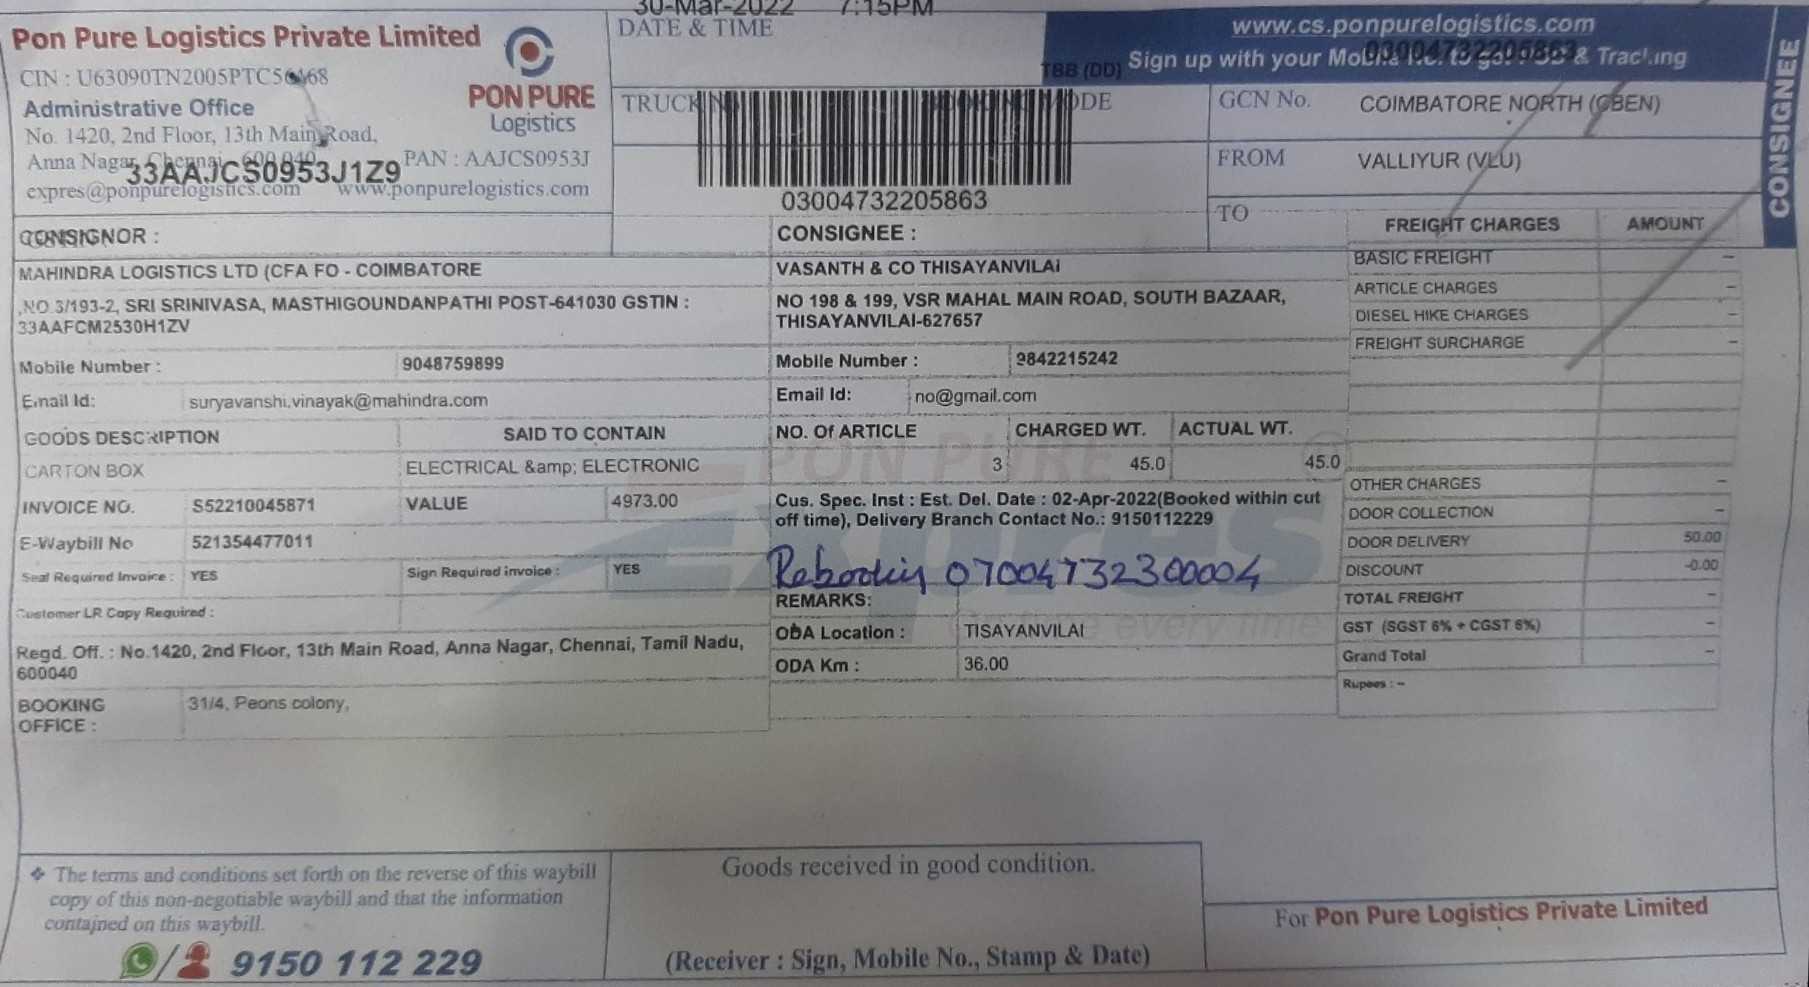 30-Mar-2022 7:15PM
Pon Pure Logistics Private Limited
CIN : U63090TN2005PTC56168
Administrative Office
No. 1420, 2nd Floor, 13th Main Road,
Anna Nagar, Chennai - 600 040. PAN : AAJCS0953J
33AAJCS0953J1Z9
expres@ponpurelogistics.com www.ponpurelogistics.com
PON PURE
Logistics
DATE & TIME
TRUCK
MODE
TBB (DD)
03004732205863
www.cs.ponpurelogistics.com
Sign up with your Mobile No. to & Tracking
03004732205863
GCN No. COIMBATORE NORTH (CBEN)
FROM VALLIYUR (VLU)
TO
CONSIGNEE
CONSIGNOR :
MAHINDRA LOGISTICS LTD (CFA FO - COIMBATORE
,NO.3/193-2, SRI SRINIVASA, MASTHIGOUNDANPATHI POST-641030 GSTIN :
33AAFCM2530H1ZV
Mobile Number : 9048759899
Email Id: suryavanshi.vinayak@mahindra.com
CONSIGNEE :
VASANTH & CO THISAYANVILAI
NO 198 & 199, VSR MAHAL MAIN ROAD, SOUTH BAZAAR,
THISAYANVILAI-627657
Mobile Number : 9842215242
Email Id: no@gmail.com
GOODS DESCRIPTION SAID TO CONTAIN NO. Of ARTICLE CHARGED WT. ACTUAL WT.
CARTON BOX ELECTRICAL &amp; ELECTRONIC 3 45.0 45.0
INVOICE NO. S52210045871 VALUE 4973.00
E-Waybill No 521354477011
Seal Required Invoice : YES Sign Required invoice : YES
Customer LR Copy Required :
Regd. Off. : No.1420, 2nd Floor, 13th Main Road, Anna Nagar, Chennai, Tamil Nadu,
600040
BOOKING
OFFICE :
31/4, Peons colony,
Cus. Spec. Inst : Est. Del. Date : 02-Apr-2022(Booked within cut
off time), Delivery Branch Contact No.: 9150112229
Rebooking 07004732300004
REMARKS:
ODA Location : TISAYANVILAI
ODA Km : 36.00
PON PURE
Expres
every time
FREIGHT CHARGES AMOUNT
BASIC FREIGHT –
ARTICLE CHARGES –
DIESEL HIKE CHARGES –
FREIGHT SURCHARGE –
OTHER CHARGES –
DOOR COLLECTION –
DOOR DELIVERY 50.00
DISCOUNT -0.00
TOTAL FREIGHT –
GST (SGST 6% + CGST 6%) –
Grand Total –
Rupees : –
❖ The terms and conditions set forth on the reverse of this waybill
copy of this non-negotiable waybill and that the information
contained on this waybill.
9150 112 229
Goods received in good condition.
(Receiver : Sign, Mobile No., Stamp & Date)
For Pon Pure Logistics Private Limited